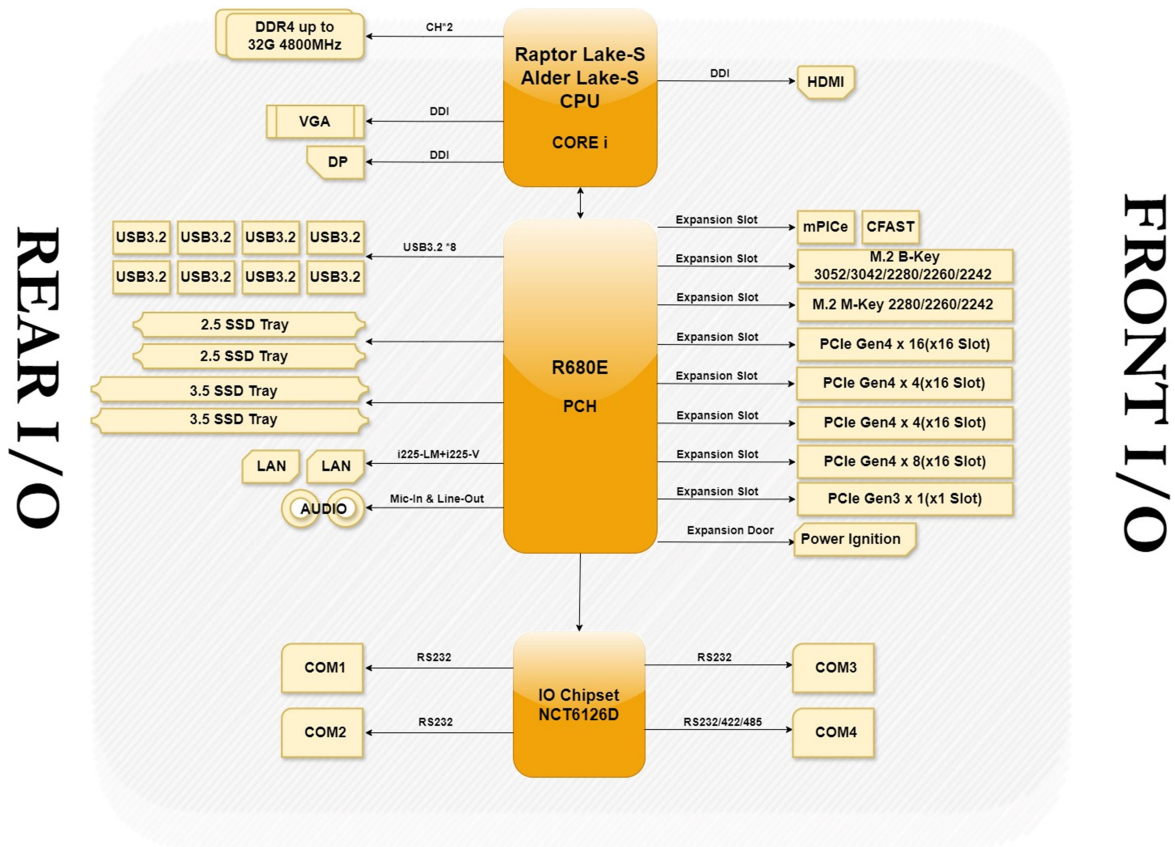 REAR I/O
FRONT I/O
DDR4 up to
32G 4800MHz
CH*2
Raptor Lake-S
Alder Lake-S
CPU
CORE i
DDI
HDMI
VGA
DDI
DP
DDI
USB3.2
USB3.2
USB3.2
USB3.2
USB3.2
USB3.2
USB3.2
USB3.2
USB3.2 *8
2.5 SSD Tray
2.5 SSD Tray
3.5 SSD Tray
3.5 SSD Tray
LAN
LAN
i225-LM+i225-V
AUDIO
Mic-In & Line-Out
R680E
PCH
Expansion Slot
mPICe
CFAST
Expansion Slot
M.2 B-Key
3052/3042/2280/2260/2242
Expansion Slot
M.2 M-Key 2280/2260/2242
Expansion Slot
PCIe Gen4 x 16(x16 Slot)
Expansion Slot
PCIe Gen4 x 4(x16 Slot)
Expansion Slot
PCIe Gen4 x 4(x16 Slot)
Expansion Slot
PCIe Gen4 x 8(x16 Slot)
Expansion Slot
PCIe Gen3 x 1(x1 Slot)
Expansion Door
Power Ignition
COM1
RS232
COM2
RS232
IO Chipset
NCT6126D
RS232
COM3
RS232/422/485
COM4